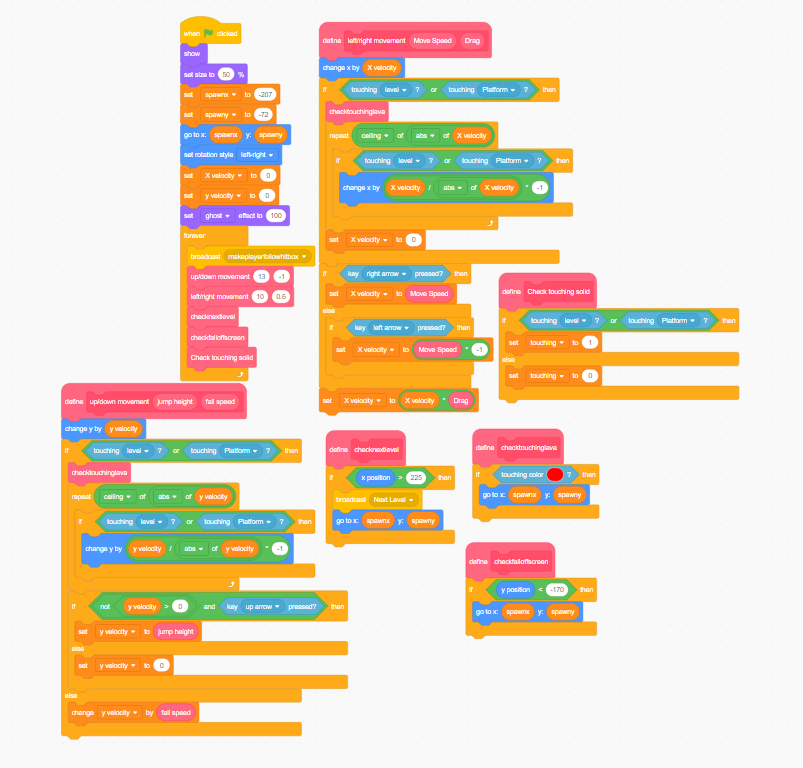 when clicked
show
set size to 50 %
set spawnx to -207
set spawny to -72
go to x: spawnx y: spawny
set rotation style left-right
set X velocity to 0
set y velocity to 0
set ghost effect to 100
forever
broadcast makeplayerfollowhitbox
up/down movement 13 -1
left/right movement 10 0.6
checknextlevel
checkfalloffscreen
Check touching solid
define left/right movement Move Speed Drag
change x by X velocity
if touching level ? or touching Platform ? then
checktouchinglava
repeat ceiling of abs of X velocity
if touching level ? or touching Platform ? then
change x by X velocity / abs of X velocity * -1
set X velocity to 0
if key right arrow pressed? then
set X velocity to Move Speed
else
if key left arrow pressed? then
set X velocity to Move Speed * -1
set X velocity to X velocity * Drag
define Check touching solid
if touching level ? or touching Platform ? then
set touching to 1
else
set touching to 0
define up/down movement jump height fall speed
change y by y velocity
if touching level ? or touching Platform ? then
checktouchinglava
repeat ceiling of abs of y velocity
if touching level ? or touching Platform ? then
change y by y velocity / abs of y velocity * -1
if not y velocity > 0 and key up arrow pressed? then
set y velocity to jump height
else
set y velocity to 0
else
change y velocity by fall speed
define checknextlevel
if x position > 225 then
broadcast Next Level
go to x: spawnx y: spawny
define checktouchinglava
if touching color ? then
go to x: spawnx y: spawny
define checkfalloffscreen
if y position < -170 then
go to x: spawnx y: spawny